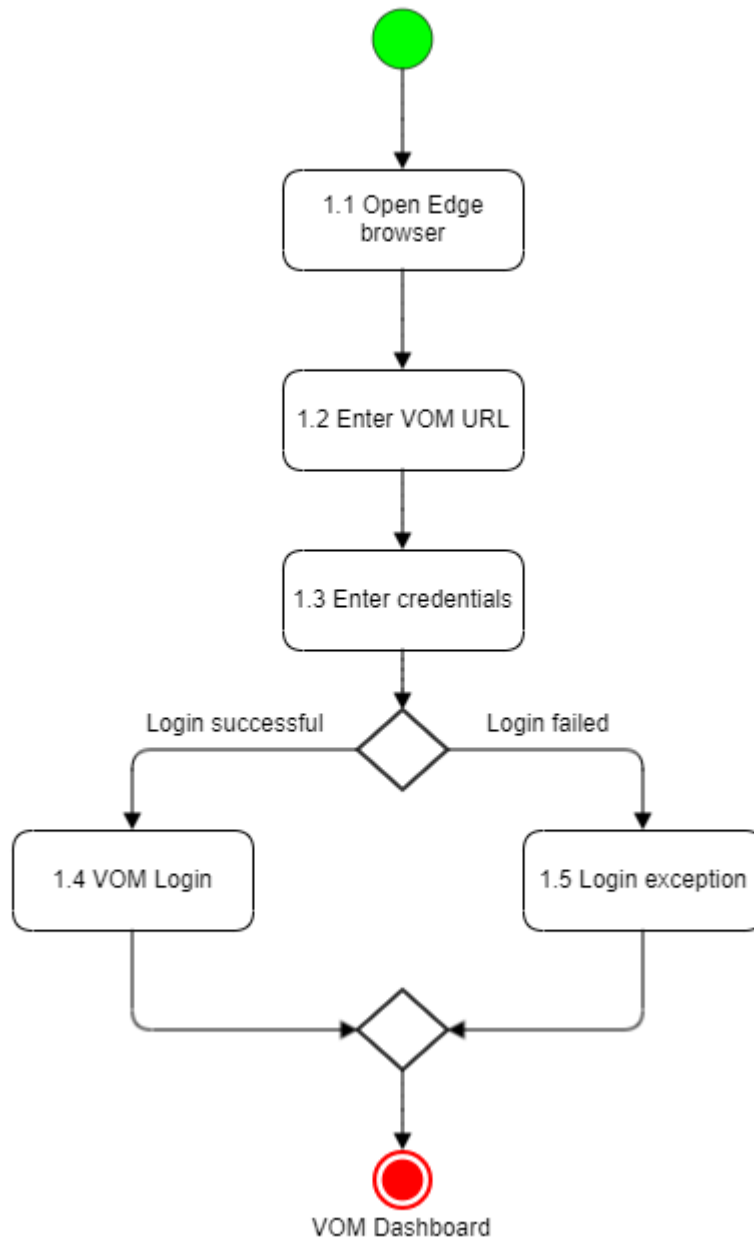 1.1 Open Edge
browser
1.2 Enter VOM URL
1.3 Enter credentials
Login successful
Login failed
1.4 VOM Login
1.5 Login exception
VOM Dashboard